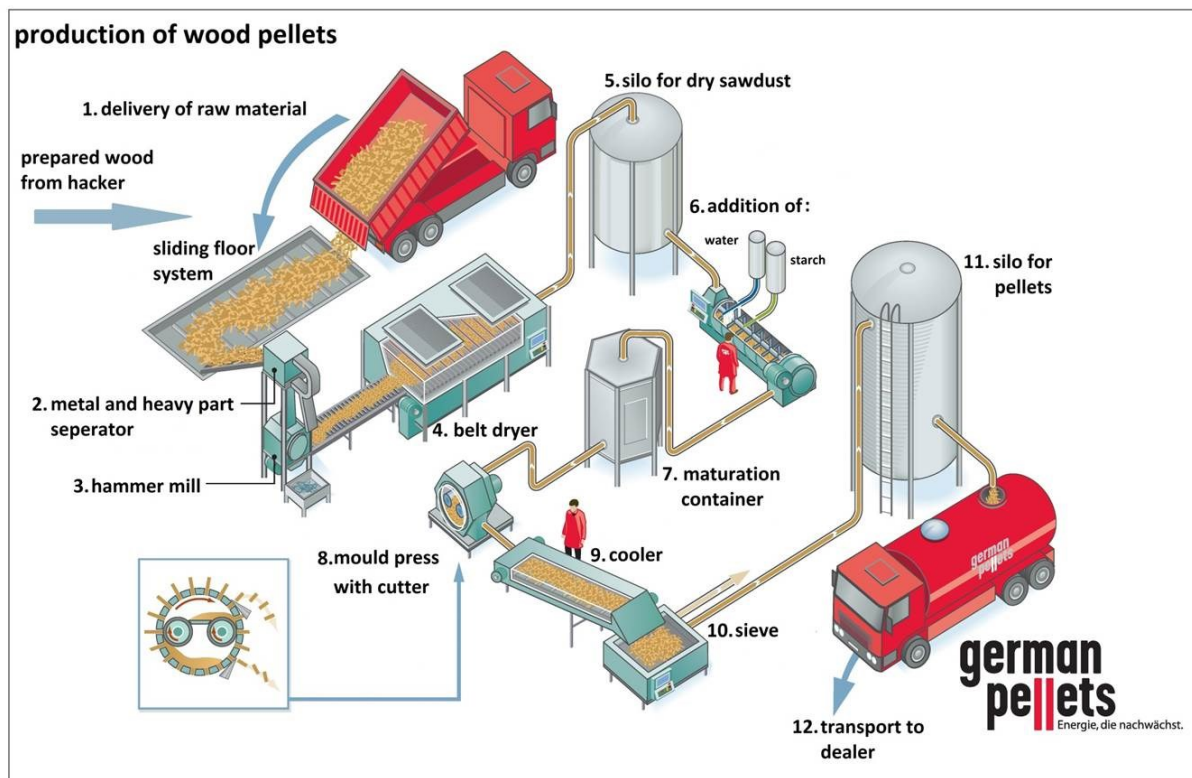 production of wood pellets
1. delivery of raw material
prepared wood
from hacker
sliding floor
system
2. metal and heavy part
seperator
3. hammer mill
4. belt dryer
5. silo for dry sawdust
6. addition of:
water
starch
7. maturation
container
8. mould press
with cutter
9. cooler
10. sieve
11. silo for
pellets
german
pellets
12. transport to
dealer
german
pellets
Energie, die nachwächst.